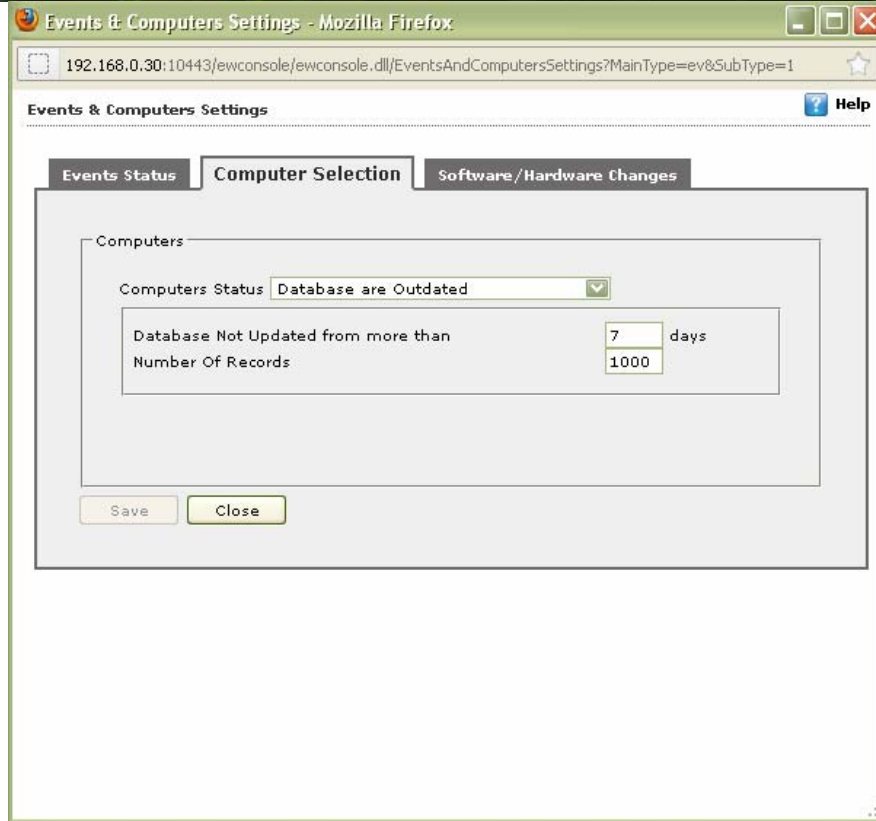 Events & Computers Settings - Mozilla Firefox
192.168.0.30:10443/ewconsole/ewconsole.dll/EventsAndComputersSettings?MainType=ev&SubType=1
Events & Computers Settings
? Help
Events Status Computer Selection Software/Hardware Changes
Computers
Computers Status Database are Outdated
Database Not Updated from more than 7 days
Number Of Records 1000
Save Close